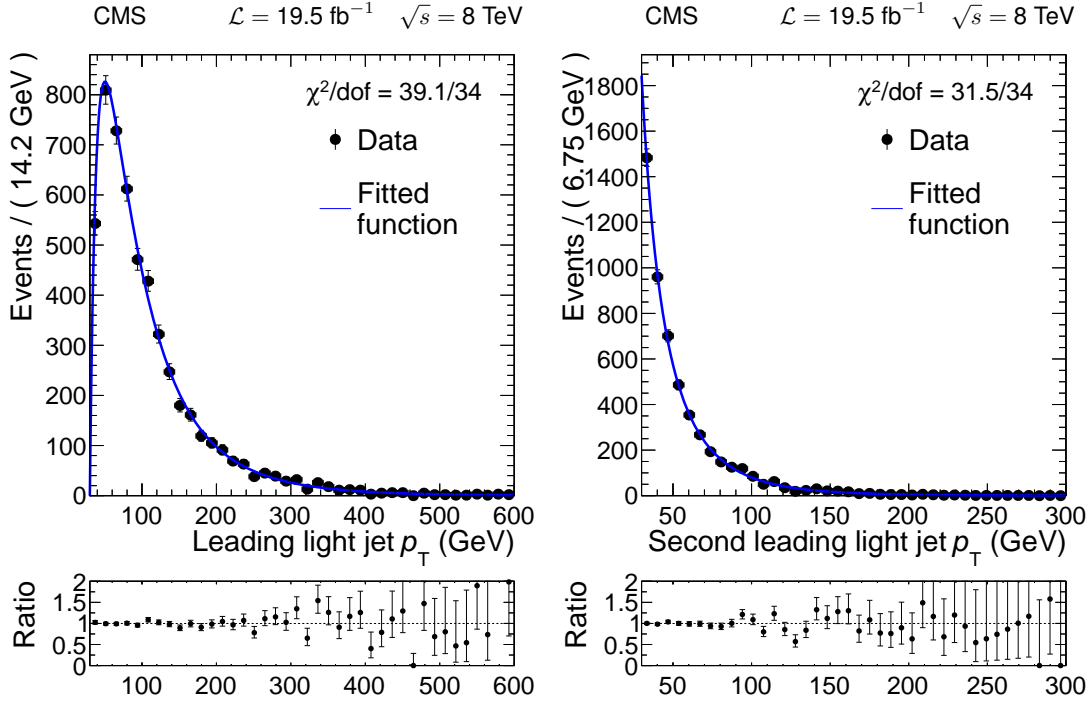 CMS  ℒ = 19.5 fb⁻¹  √s = 8 TeV
Events / ( 14.2 GeV )
800
700
600
500
400
300
200
100
0
χ²/dof = 39.1/34
Data
Fitted
function
100 200 300 400 500 600
Leading light jet p_T (GeV)
Ratio
2
1.5
1
0.5
0
100 200 300 400 500 600
CMS  ℒ = 19.5 fb⁻¹  √s = 8 TeV
Events / ( 6.75 GeV )
1800
1600
1400
1200
1000
800
600
400
200
0
χ²/dof = 31.5/34
Data
Fitted
function
50 100 150 200 250 300
Second leading light jet p_T (GeV)
Ratio
2
1.5
1
0.5
0
50 100 150 200 250 300